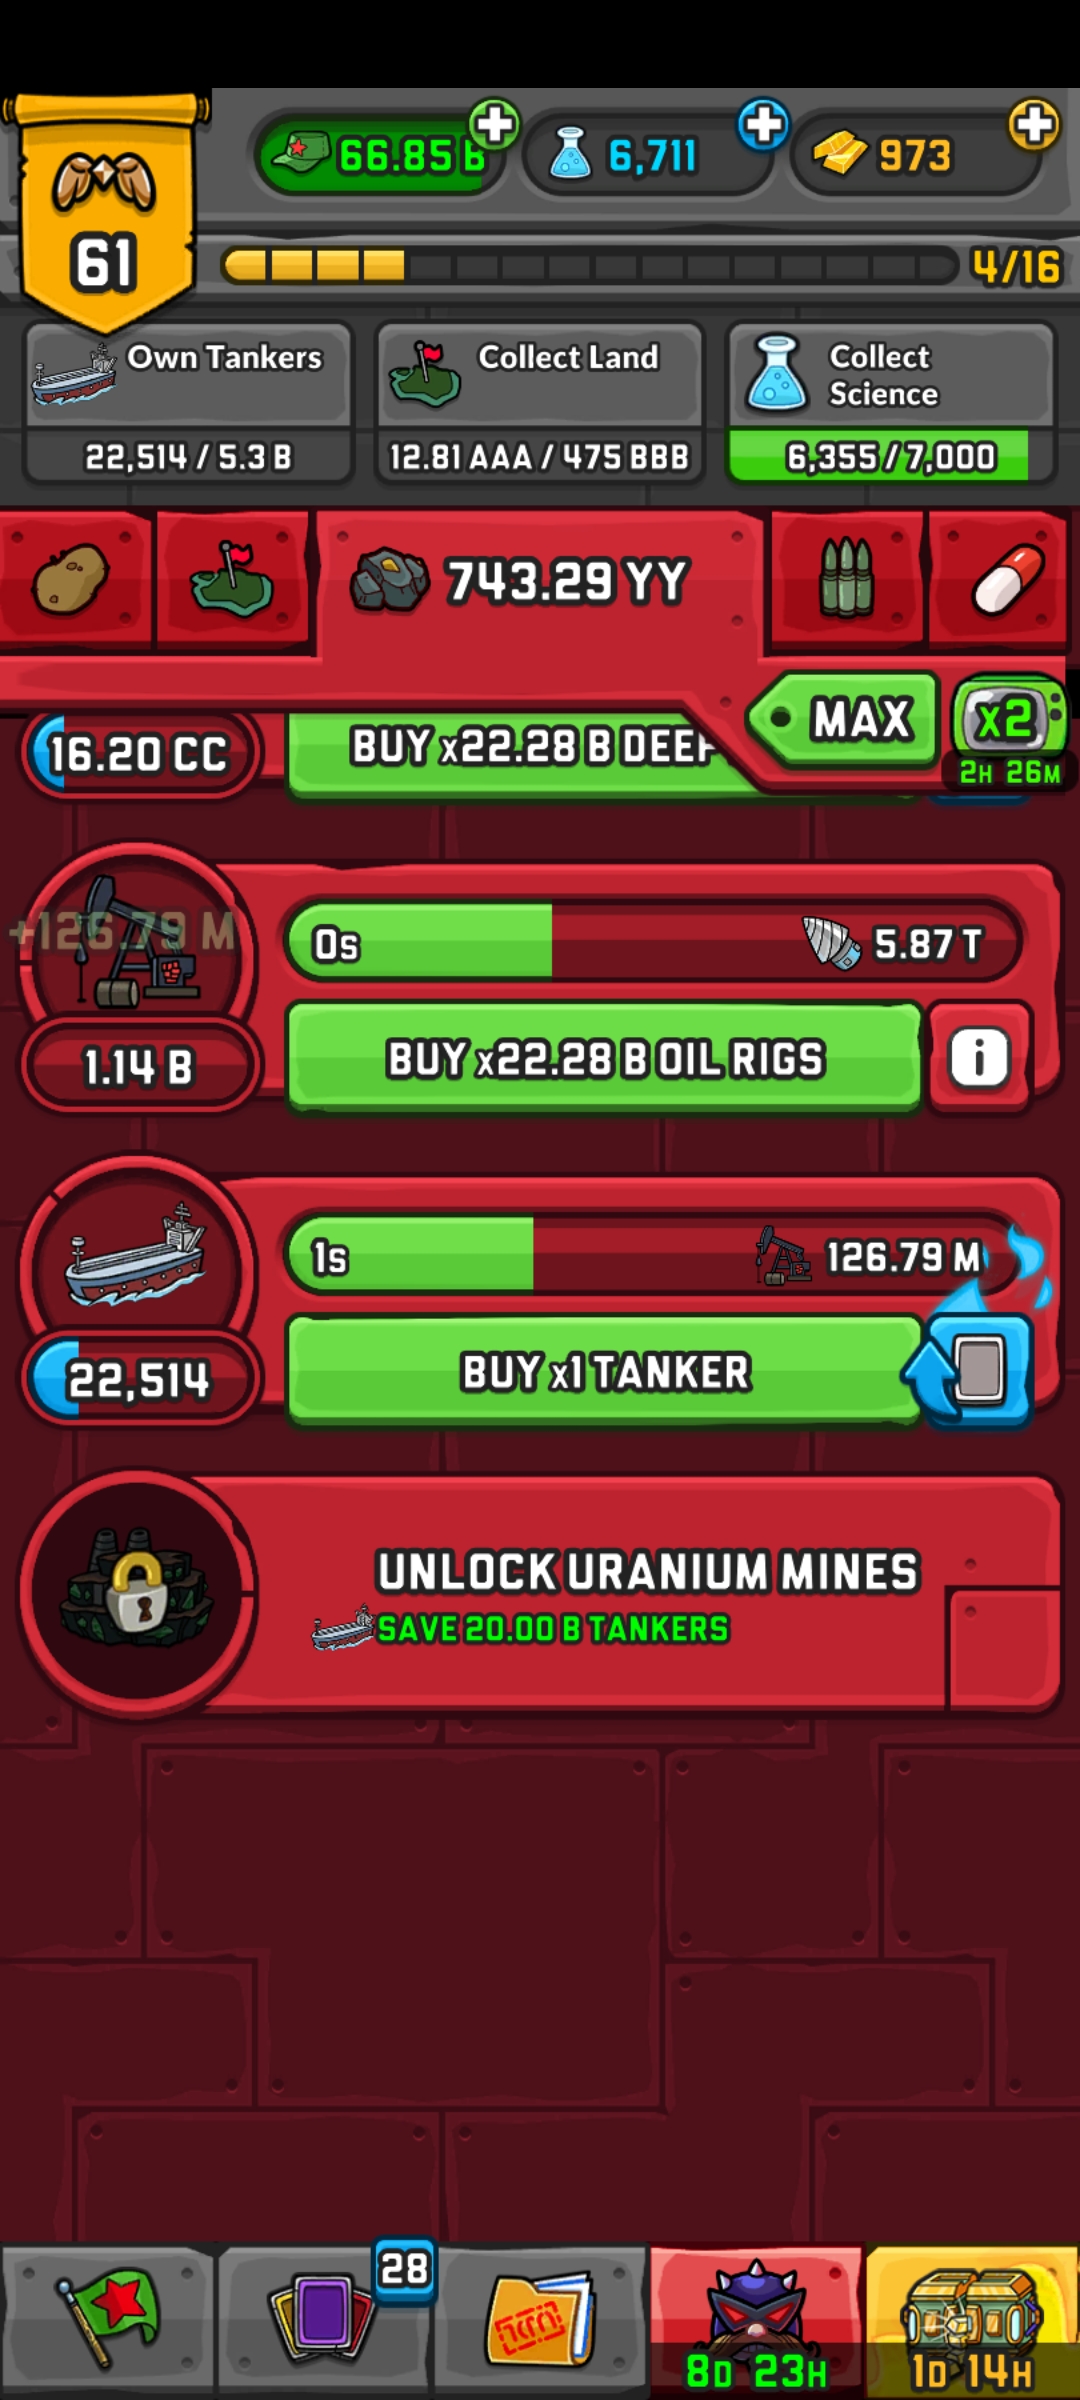 66.85 B
6,711
973
61
4/16
Own Tankers
22,514 / 5.3 B
Collect Land
12.81 AAA / 475 BBB
Collect
Science
6,355 / 7,000
743.29 YY
MAX
x2
2H 26M
16.20 CC
BUY x22.28 B DEEP
+126.79 M
0s
5.87 T
1.14 B
BUY x22.28 B OIL RIGS
i
1s
126.79 M
22,514
BUY x1 TANKER
UNLOCK URANIUM MINES
SAVE 20.00 B TANKERS
28
8D 23H
1D 14H